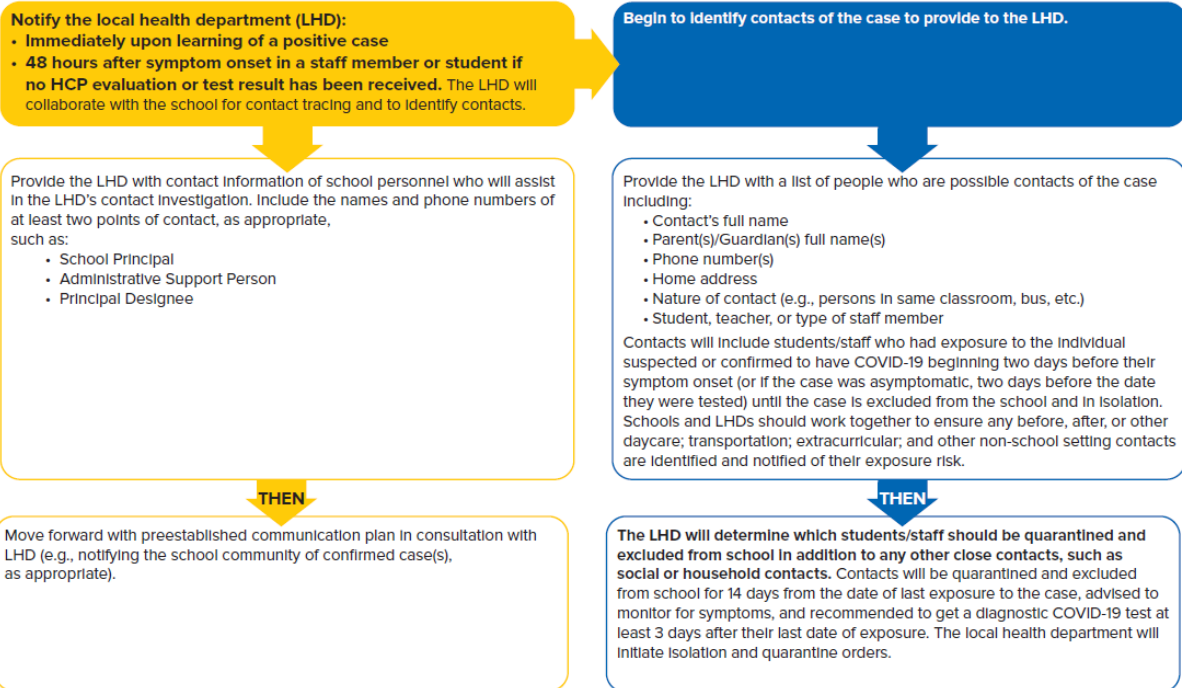 Notify the local health department (LHD):
• Immediately upon learning of a positive case
• 48 hours after symptom onset in a staff member or student if
no HCP evaluation or test result has been received. The LHD will
collaborate with the school for contact tracing and to identify contacts.
Begin to identify contacts of the case to provide to the LHD.
Provide the LHD with contact information of school personnel who will assist
in the LHD's contact investigation. Include the names and phone numbers of
at least two points of contact, as appropriate,
such as:
• School Principal
• Administrative Support Person
• Principal Designee
Provide the LHD with a list of people who are possible contacts of the case
including:
• Contact's full name
• Parent(s)/Guardian(s) full name(s)
• Phone number(s)
• Home address
• Nature of contact (e.g., persons in same classroom, bus, etc.)
• Student, teacher, or type of staff member
Contacts will include students/staff who had exposure to the individual
suspected or confirmed to have COVID-19 beginning two days before their
symptom onset (or if the case was asymptomatic, two days before the date
they were tested) until the case is excluded from the school and in isolation.
Schools and LHDs should work together to ensure any before, after, or other
daycare; transportation; extracurricular; and other non-school setting contacts
are identified and notified of their exposure risk.
THEN
Move forward with preestablished communication plan in consultation with
LHD (e.g., notifying the school community of confirmed case(s),
as appropriate).
THEN
The LHD will determine which students/staff should be quarantined and
excluded from school in addition to any other close contacts, such as
social or household contacts. Contacts will be quarantined and excluded
from school for 14 days from the date of last exposure to the case, advised to
monitor for symptoms, and recommended to get a diagnostic COVID-19 test at
least 3 days after their last date of exposure. The local health department will
initiate isolation and quarantine orders.